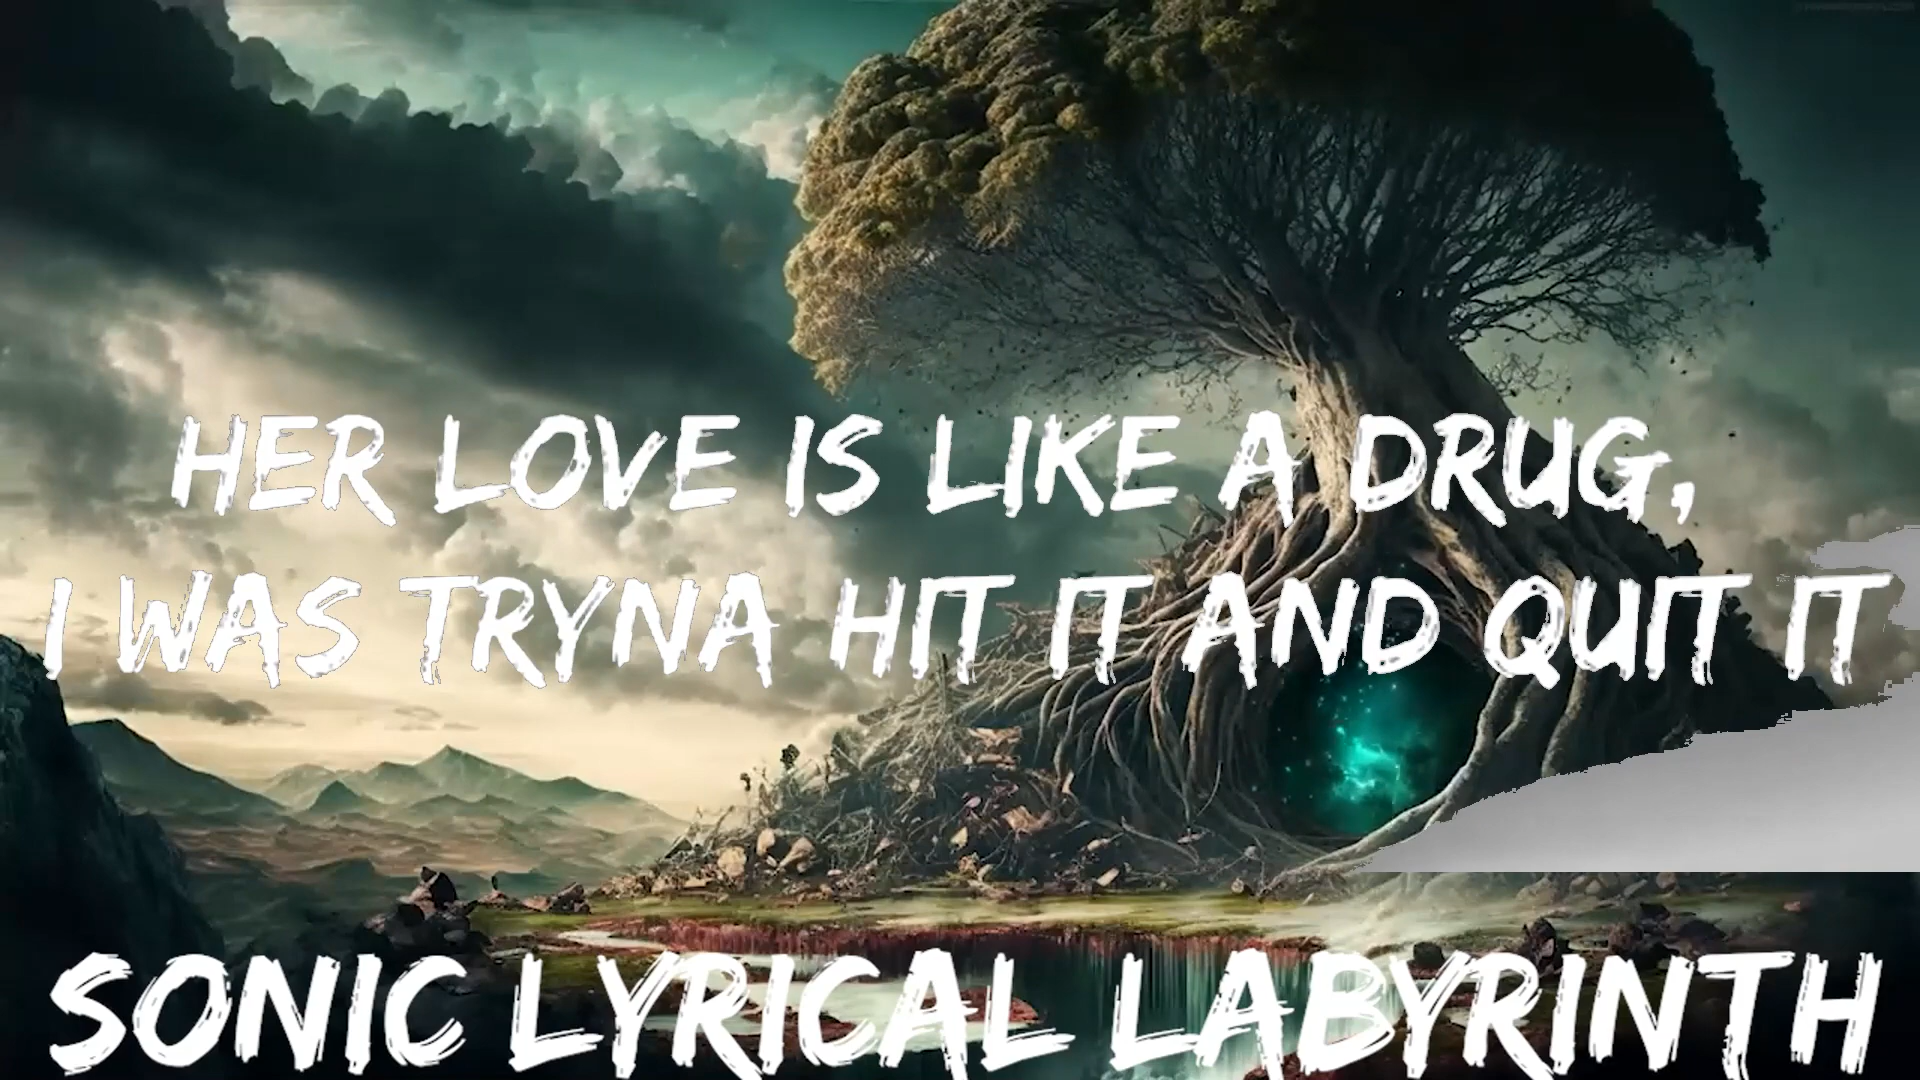 HER LOVE IS LIKE A DRUG,
I WAS TRYNA HIT IT AND QUIT IT
SONIC LYRICAL LABYRINTH